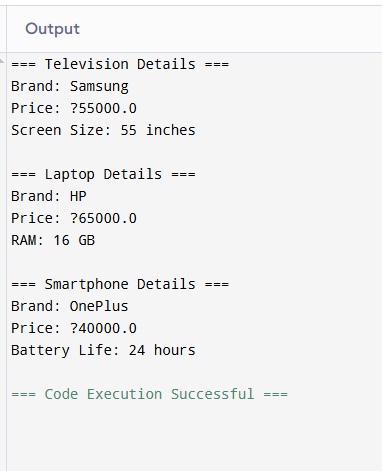 Output
=== Television Details ===
Brand: Samsung
Price: ?55000.0
Screen Size: 55 inches
=== Laptop Details ===
Brand: HP
Price: ?65000.0
RAM: 16 GB
=== Smartphone Details ===
Brand: OnePlus
Price: ?40000.0
Battery Life: 24 hours
=== Code Execution Successful ===